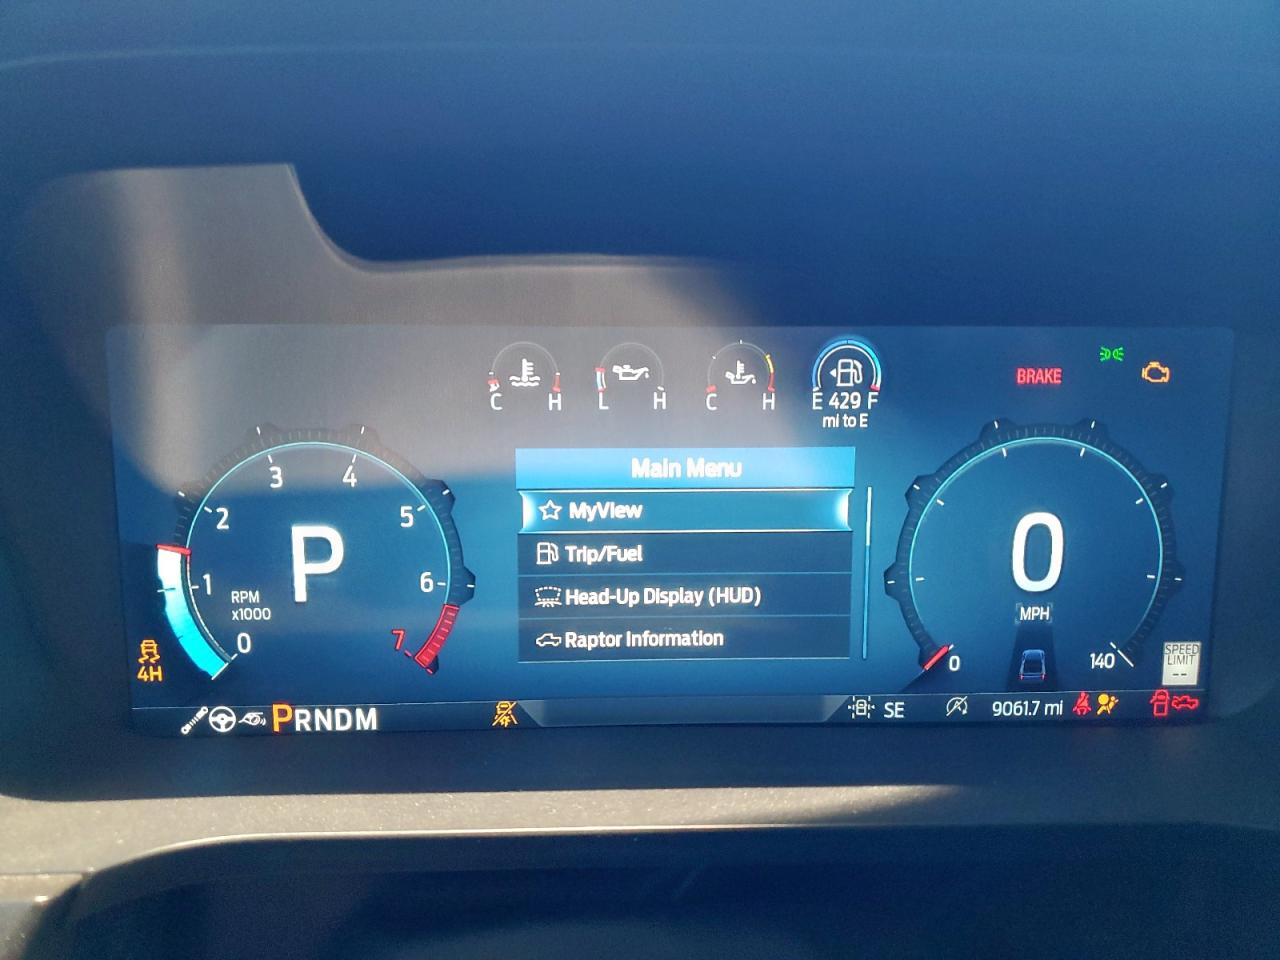 C H
L H
C H
E 429 F
mi to E
BRAKE
0
1
2
3
4
5
6
7
RPM
x1000
P
4H
PRNDM
Main Menu
MyView
Trip/Fuel
Head-Up Display (HUD)
Raptor Information
0
MPH
0
140
SPEED
LIMIT
--
SE
9061.7 mi